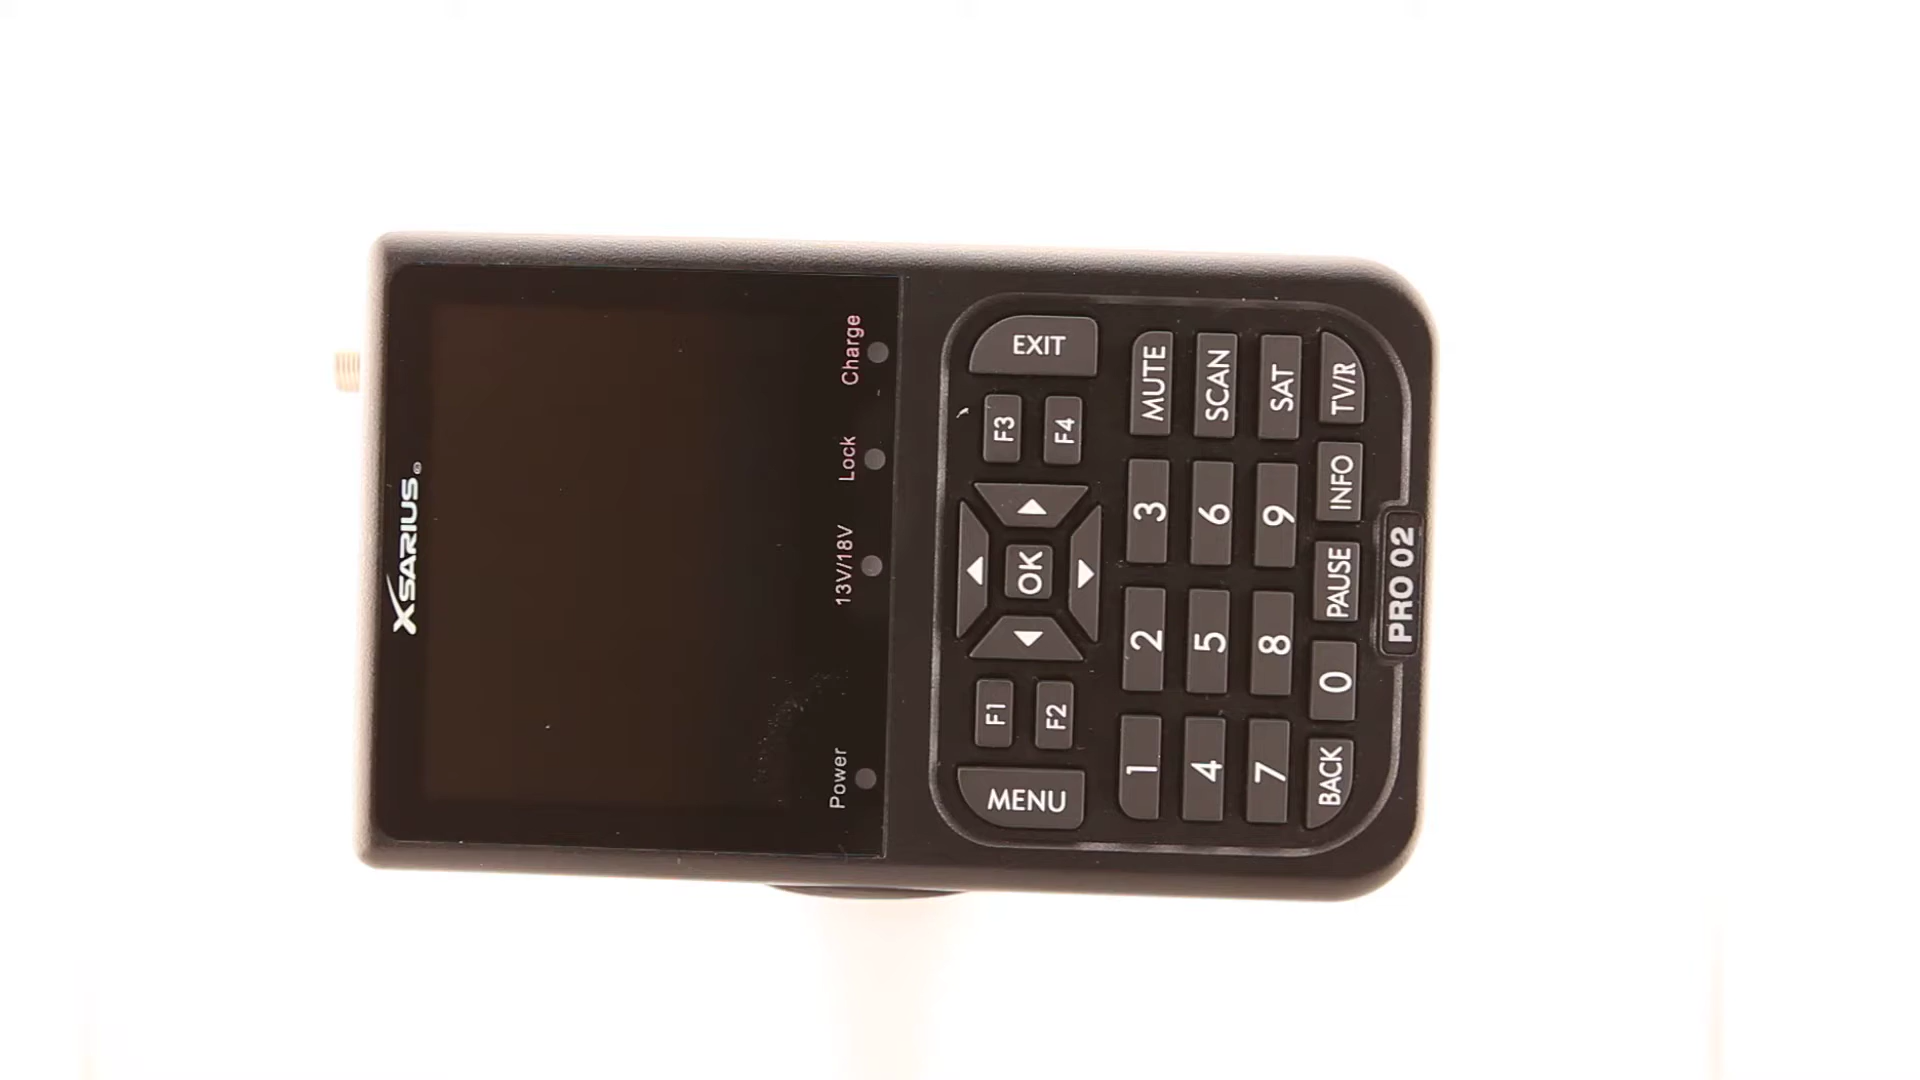 XSARIUS®
Power 13V/18V Lock Charge
MENU F1 OK F3 EXIT
F2 F4
1 2 3 MUTE
4 5 6 SCAN
7 8 9 SAT
BACK 0 PAUSE INFO TV/R
PRO 02